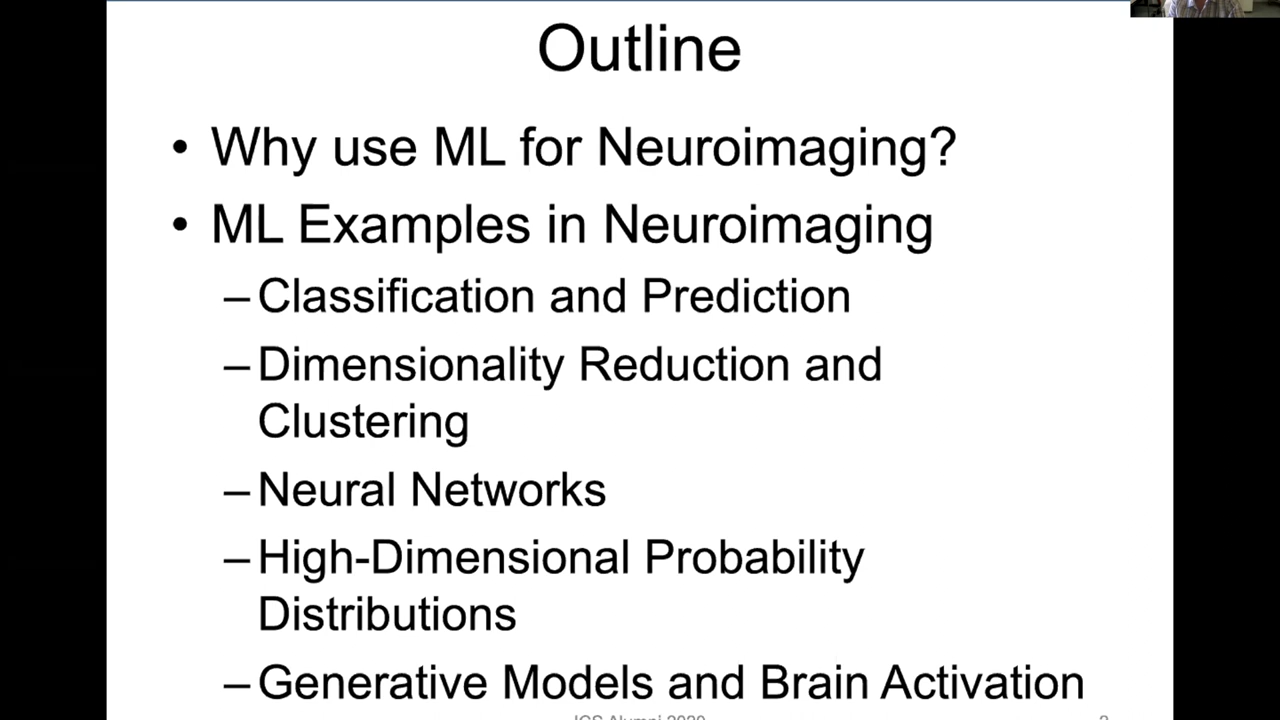 Outline
• Why use ML for Neuroimaging?
• ML Examples in Neuroimaging
– Classification and Prediction
– Dimensionality Reduction and
Clustering
– Neural Networks
– High-Dimensional Probability
Distributions
– Generative Models and Brain Activation